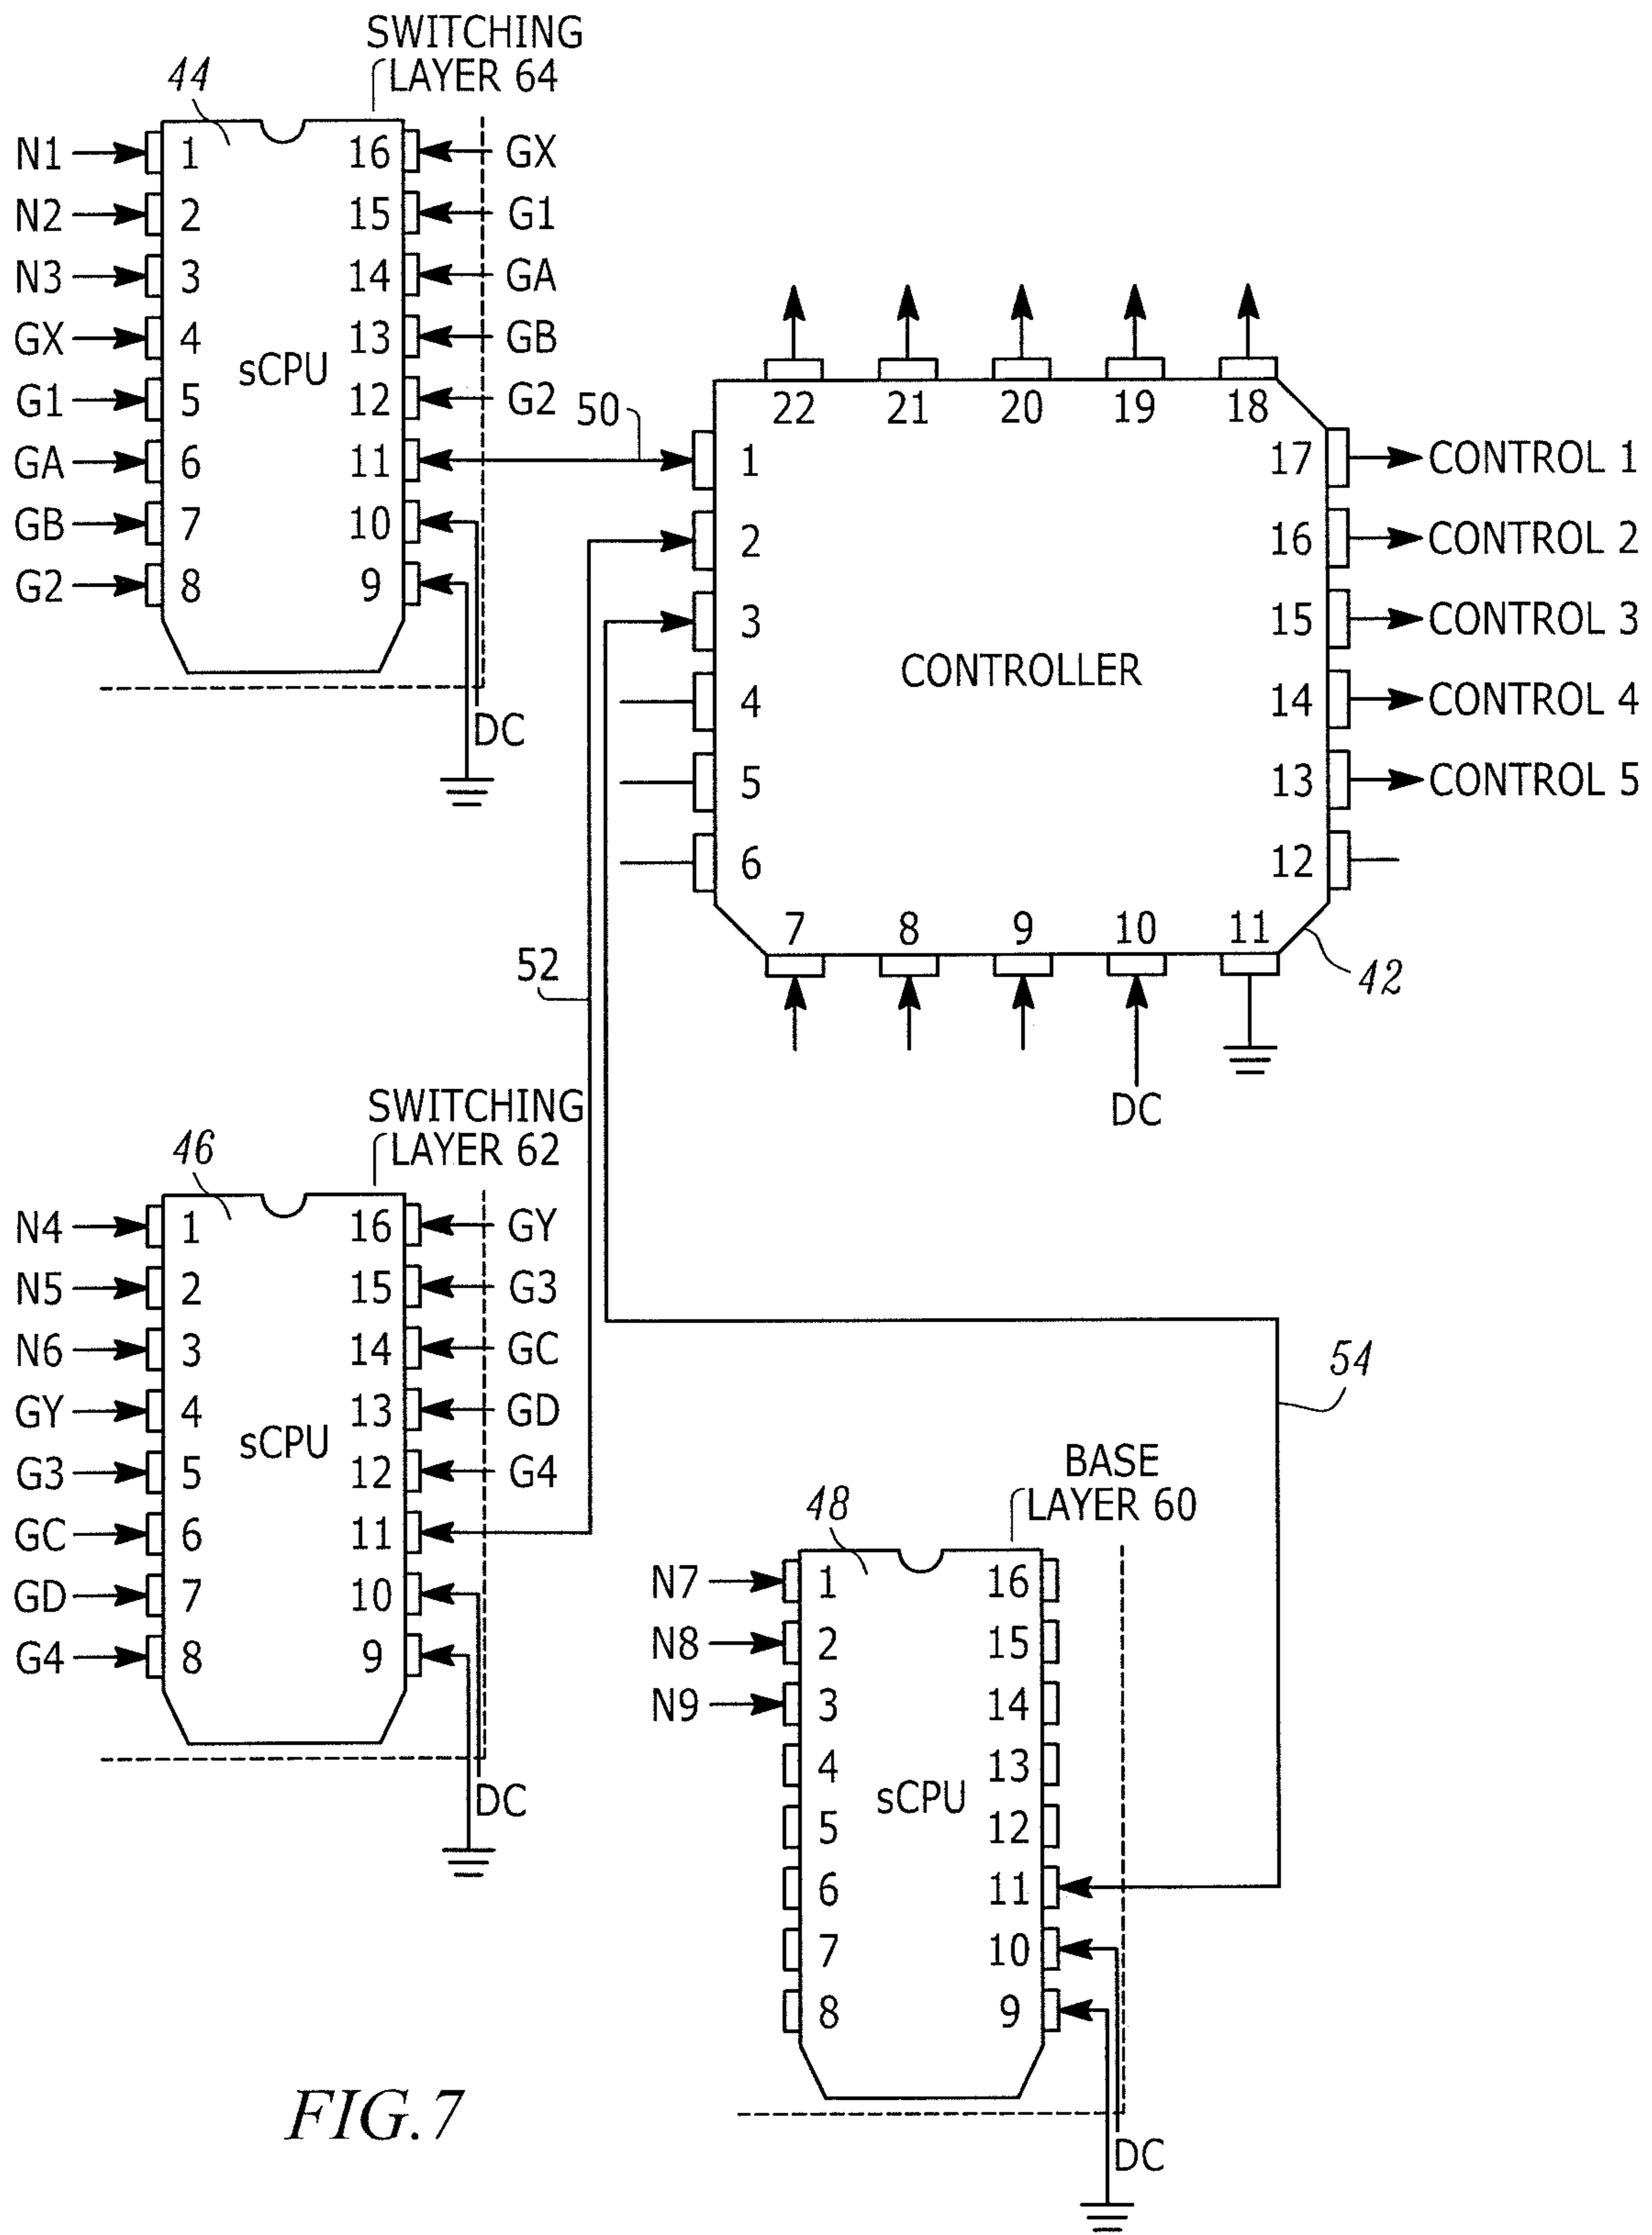 SWITCHING
LAYER 64
44
N1 1 16 GX
N2 2 15 G1
N3 3 14 GA
GX 4 13 GB
sCPU
G1 5 12 G2
GA 6 11
GB 7 10
G2 8 9
DC
50
22 21 20 19 18
1 17 CONTROL 1
2 16 CONTROL 2
3 15 CONTROL 3
CONTROLLER
4 14 CONTROL 4
5 13 CONTROL 5
6 12
7 8 9 10 11
42
DC
52
SWITCHING
LAYER 62
46
N4 1 16 GY
N5 2 15 G3
N6 3 14 GC
GY 4 13 GD
sCPU
G3 5 12 G4
GC 6 11
GD 7 10
G4 8 9
DC
54
BASE
LAYER 60
48
N7 1 16
N8 2 15
N9 3 14
4 13
sCPU
5 12
6 11
7 10
8 9
DC
FIG.7